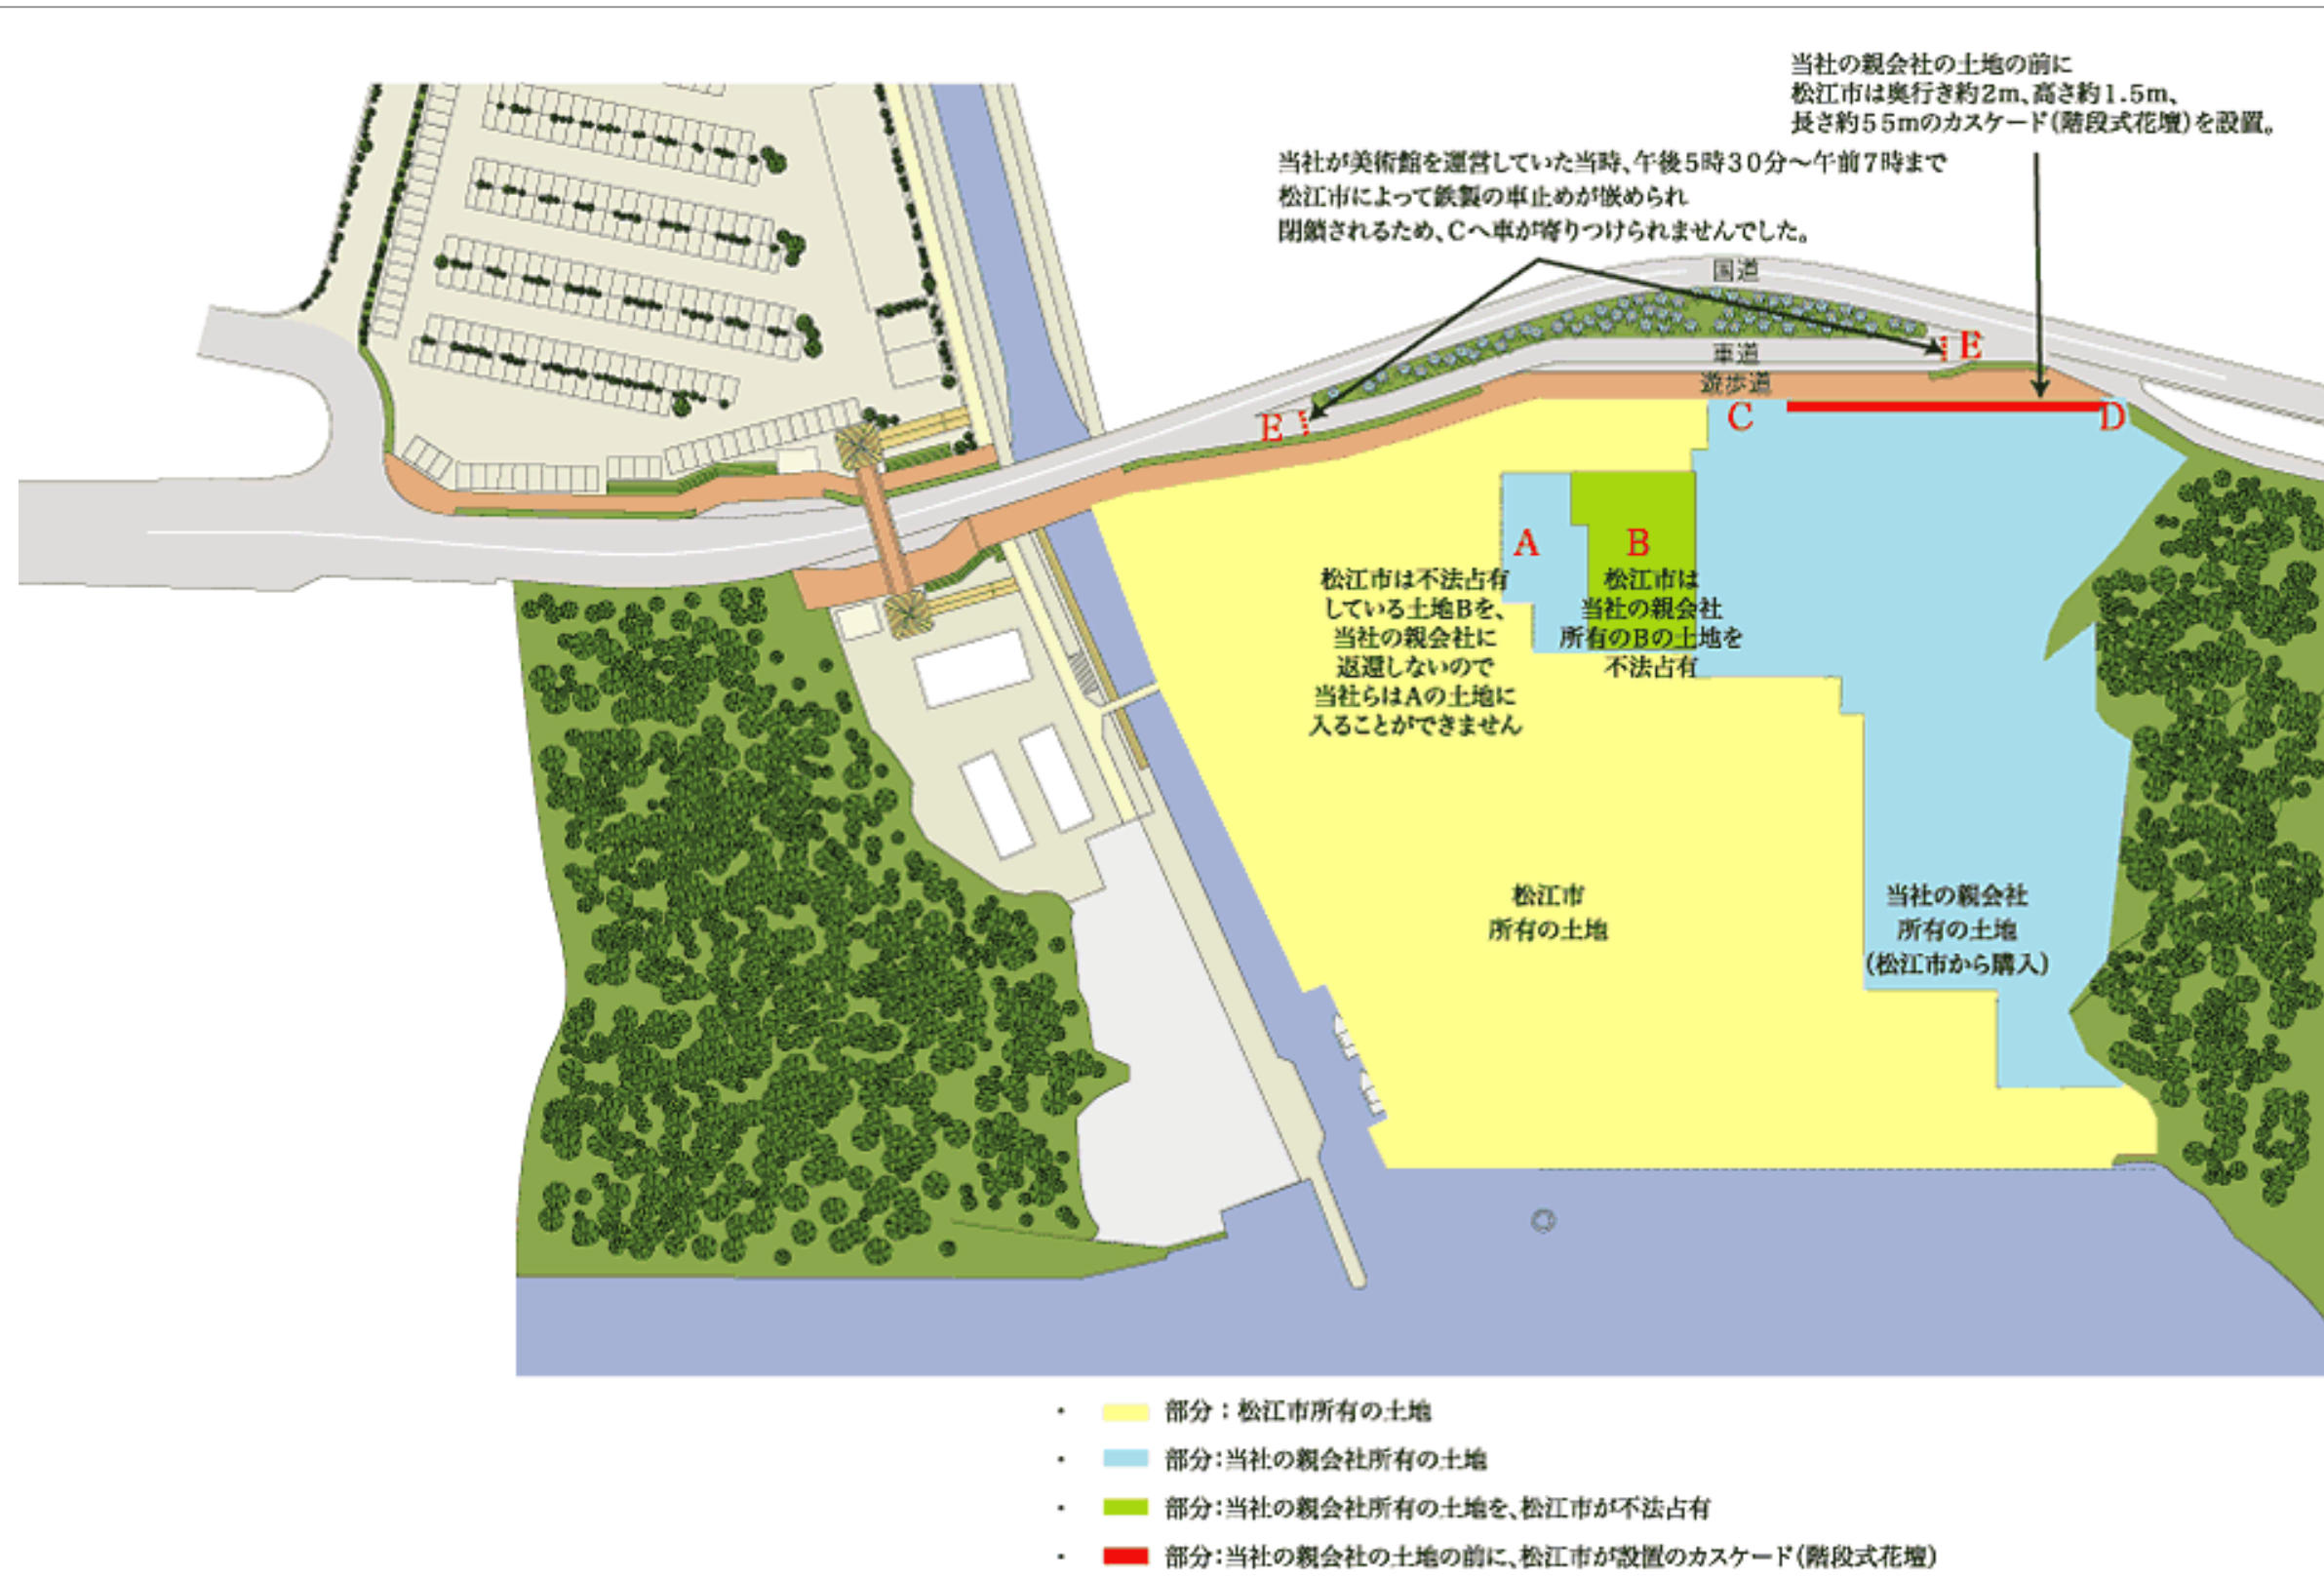 当社の親会社の土地の前に
松江市は奥行き約2m、高さ約1.5m、
長さ約55mのカスケード(階段式花壇)を設置。
当社が美術館を運営していた当時、午後5時30分～午前7時まで
松江市によって鉄製の車止めが嵌められ
閉鎖されるため、Cへ車が寄りつけられませんでした。
国道
車道
遊歩道
E
E
C
D
A
B
松江市は不法占有
している土地Bを、
当社の親会社に
返還しないので
当社らはAの土地に
入ることができません
松江市は
当社の親会社
所有のBの土地を
不法占有
松江市
所有の土地
当社の親会社
所有の土地
(松江市から購入)
・ 部分：松江市所有の土地
・ 部分：当社の親会社所有の土地
・ 部分：当社の親会社所有の土地を、松江市が不法占有
・ 部分：当社の親会社の土地の前に、松江市が設置のカスケード(階段式花壇)